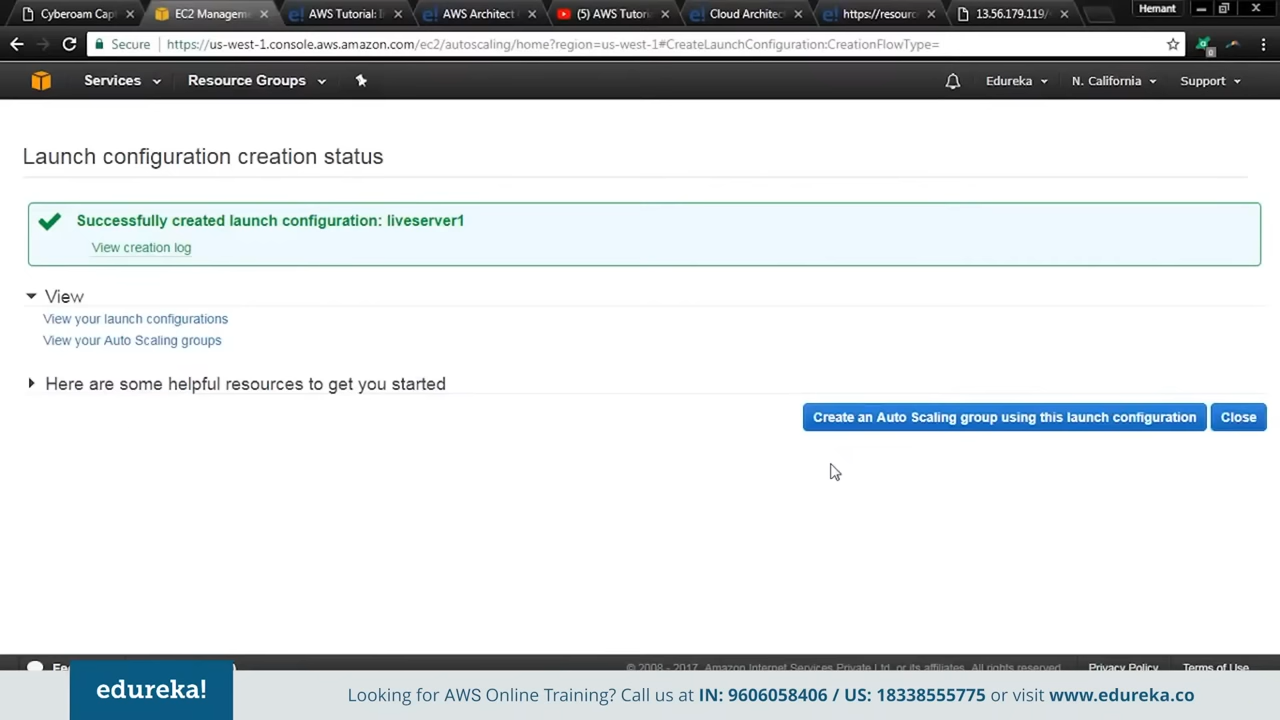 Cyberoam Cap
EC2 Managem
AWS Tutorial: I
AWS Architect
(5) AWS Tutor
Cloud Architec
https://resour
13.56.179.119/
Hemant
Secure
https://us-west-1.console.aws.amazon.com/ec2/autoscaling/home?region=us-west-1#CreateLaunchConfiguration:CreationFlowType=
Services
Resource Groups
Edureka
N. California
Support
Launch configuration creation status
Successfully created launch configuration: liveserver1
View creation log
View
View your launch configurations
View your Auto Scaling groups
Here are some helpful resources to get you started
Create an Auto Scaling group using this launch configuration
Close
© 2008 - 2017, Amazon Internet Services Private Ltd. or its affiliates. All rights reserved.
Privacy Policy
Terms of Use
edureka!
Looking for AWS Online Training? Call us at IN: 9606058406 / US: 18338555775 or visit www.edureka.co